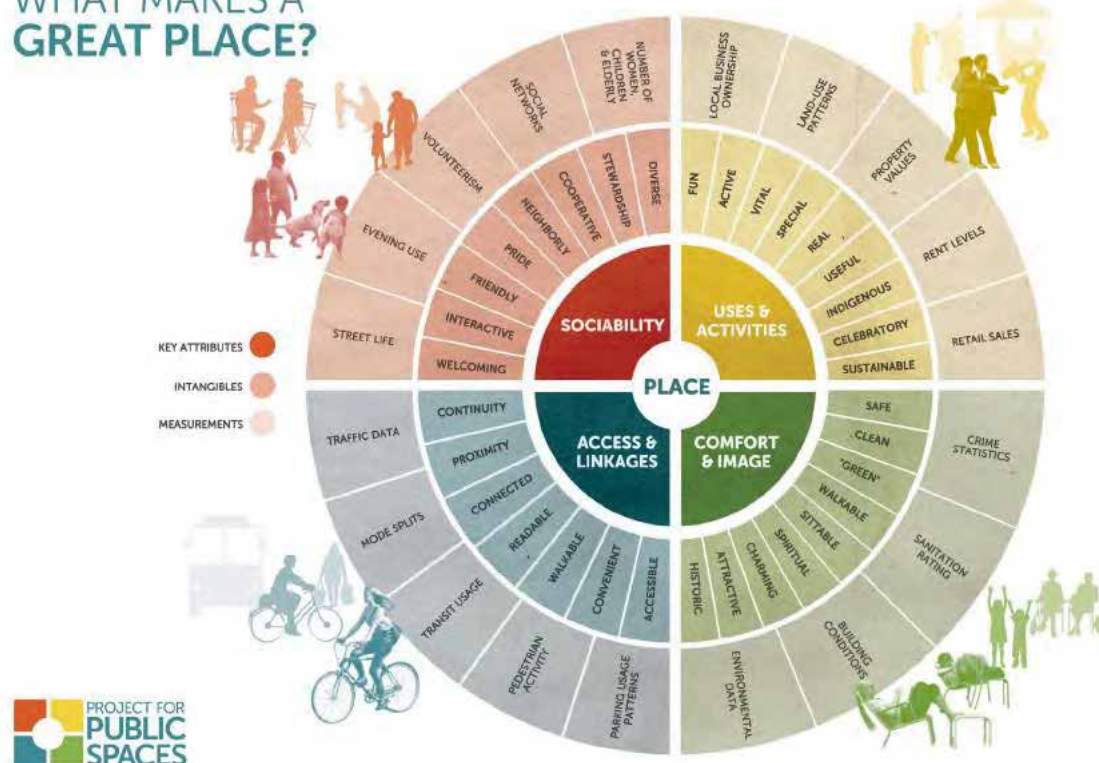 WHAT MAKES A
GREAT PLACE?
KEY ATTRIBUTES
INTANGIBLES
MEASUREMENTS
PLACE
SOCIABILITY
USES &
ACTIVITIES
ACCESS &
LINKAGES
COMFORT
& IMAGE
WELCOMING
INTERACTIVE
FRIENDLY
PRIDE
NEIGHBORLY
COOPERATIVE
STEWARDSHIP
DIVERSE
STREET LIFE
EVENING USE
VOLUNTEERISM
SOCIAL
NETWORKS
NUMBER OF
WOMEN,
CHILDREN
& ELDERLY
FUN
ACTIVE
VITAL
SPECIAL
REAL
USEFUL
INDIGENOUS
CELEBRATORY
SUSTAINABLE
LOCAL BUSINESS
OWNERSHIP
LAND-USE
PATTERNS
PROPERTY
VALUES
RENT LEVELS
RETAIL SALES
SAFE
CLEAN
"GREEN"
WALKABLE
SITTABLE
SPIRITUAL
CHARMING
ATTRACTIVE
HISTORIC
CRIME
STATISTICS
SANITATION
RATING
BUILDING
CONDITIONS
ENVIRONMENTAL
DATA
CONTINUITY
PROXIMITY
CONNECTED
READABLE
WALKABLE
CONVENIENT
ACCESSIBLE
TRAFFIC DATA
MODE SPLITS
TRANSIT USAGE
PEDESTRIAN
ACTIVITY
PARKING USAGE
PATTERNS
PROJECT FOR
PUBLIC
SPACES